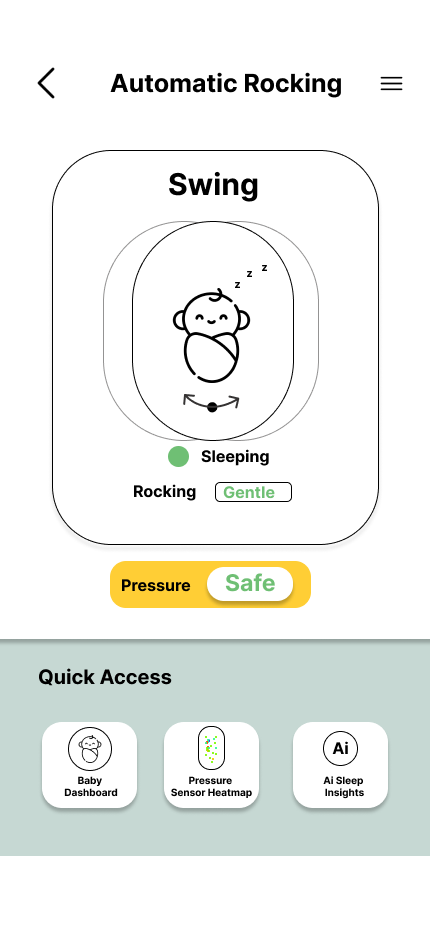 Automatic Rocking
Swing
z
z
z
Sleeping
Rocking Gentle
Pressure Safe
Quick Access
Baby
Dashboard
Pressure
Sensor Heatmap
Ai
Ai Sleep
Insights